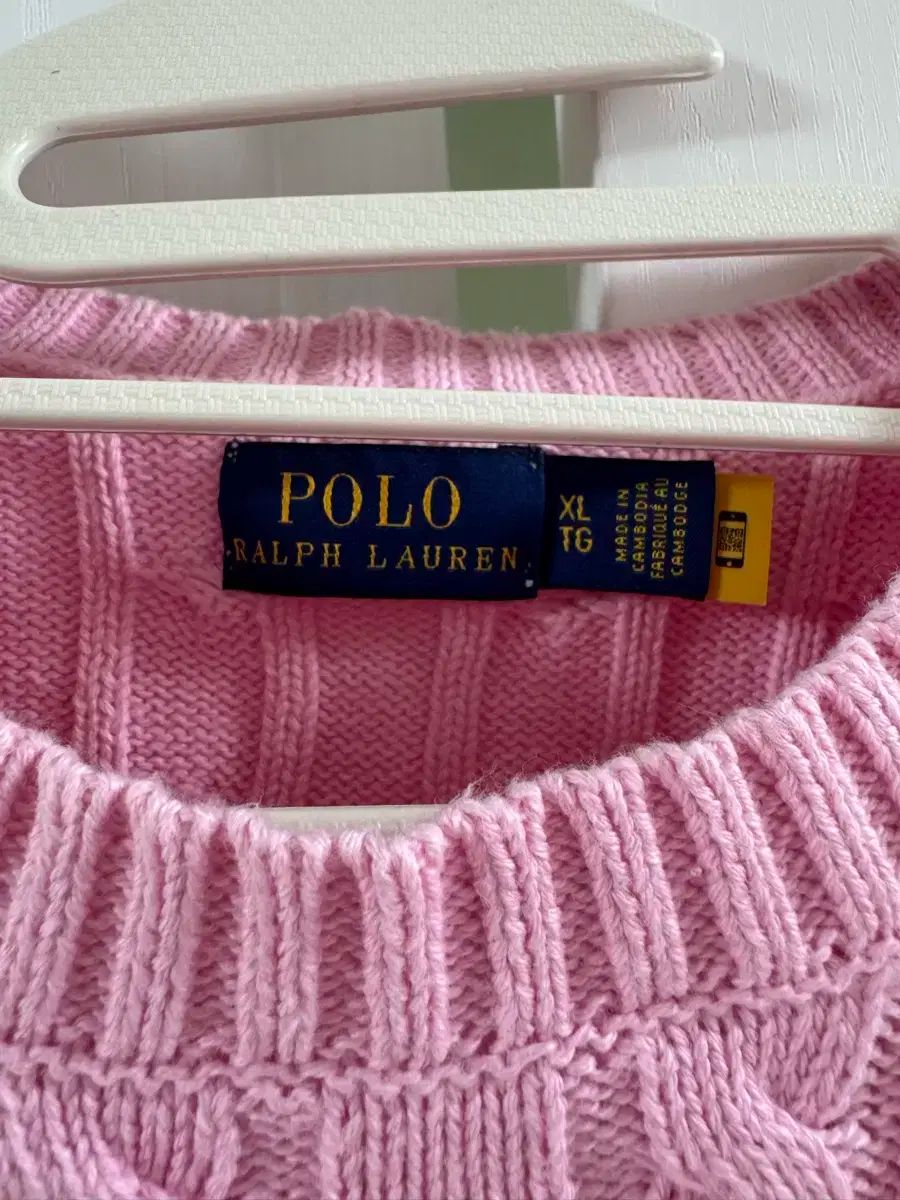 POLO
RALPH LAUREN
XL
TG
MADE IN
CAMBODIA
FABRIQUÉ AU
CAMBODGE